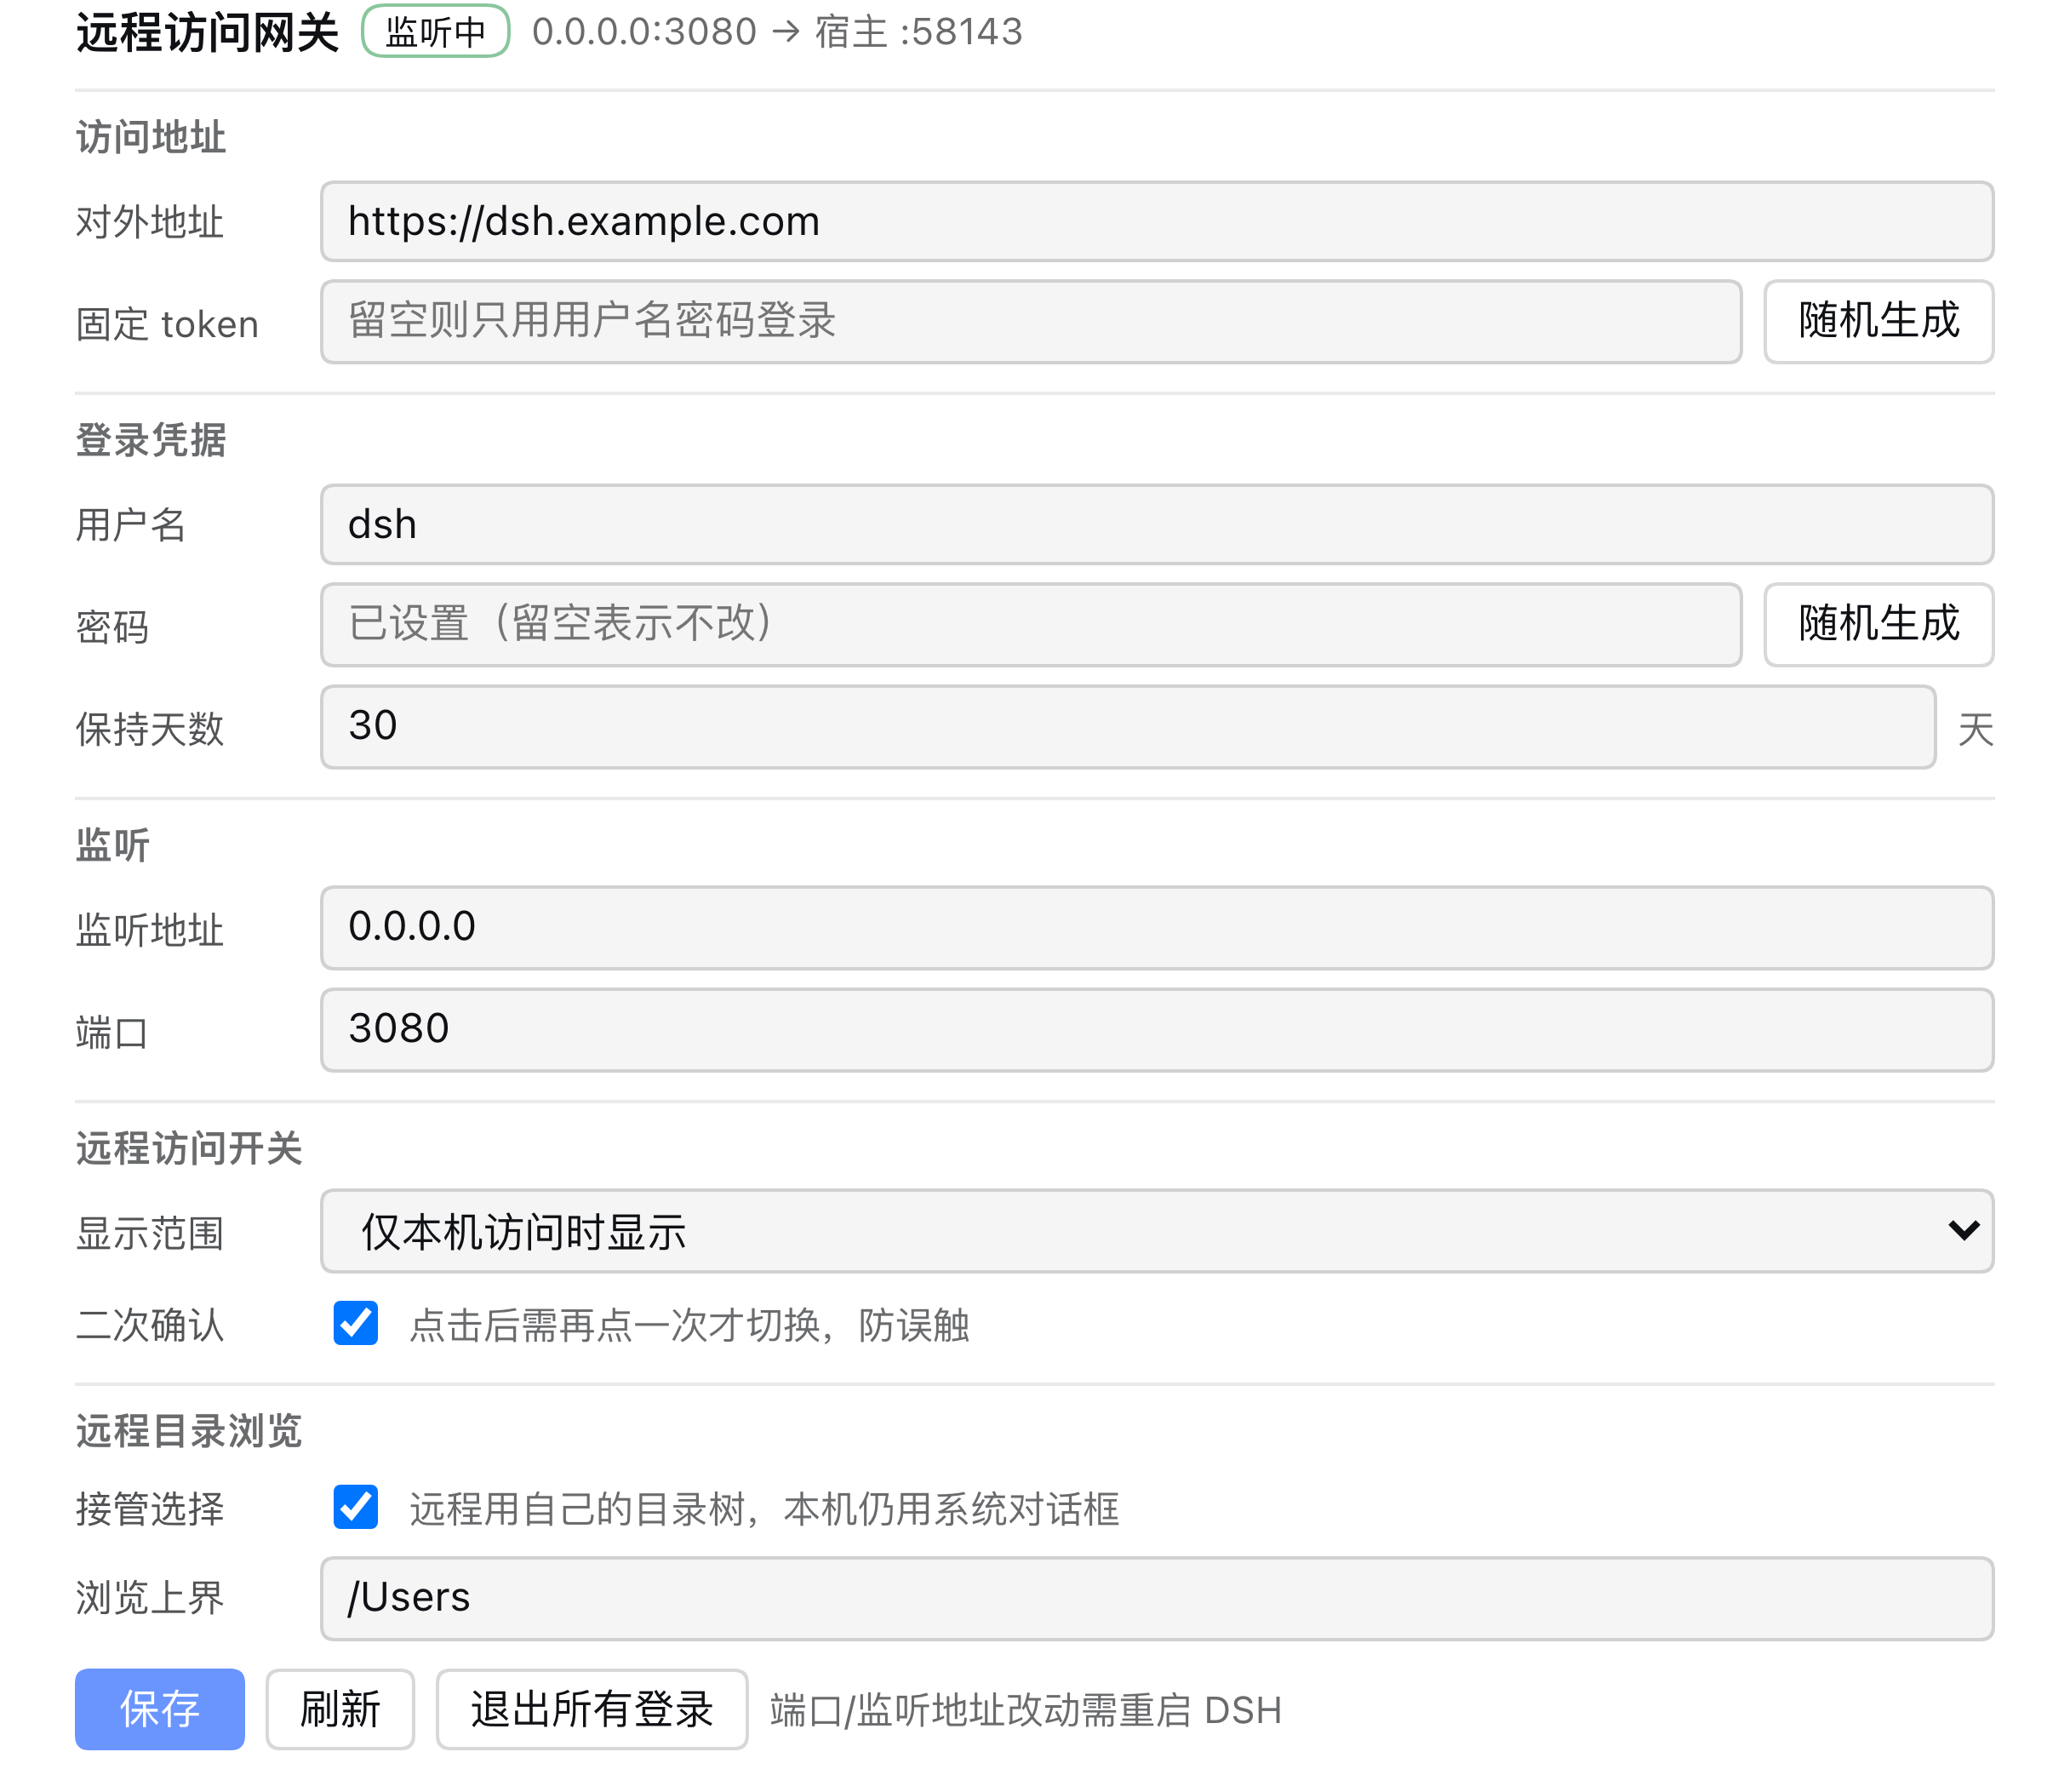 远程访问网关 监听中 0.0.0.0:3080 → 宿主 :58143
访问地址
对外地址 https://dsh.example.com
固定 token 留空则只用用户名密码登录 随机生成
登录凭据
用户名 dsh
密码 已设置（留空表示不改） 随机生成
保持天数 30 天
监听
监听地址 0.0.0.0
端口 3080
远程访问开关
显示范围 仅本机访问时显示
二次确认 点击后需再点一次才切换，防误触
远程目录浏览
接管选择 远程用自己的目录树，本机仍用系统对话框
浏览上界 /Users
保存 刷新 退出所有登录 端口/监听地址改动需重启 DSH